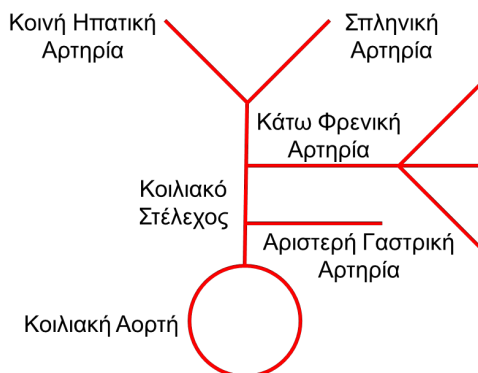 Κοινή Ηπατική
Αρτηρία
Σπληνική
Αρτηρία
Κάτω Φρενική
Αρτηρία
Κοιλιακό
Στέλεχος
Αριστερή Γαστρική
Αρτηρία
Κοιλιακή Αορτή